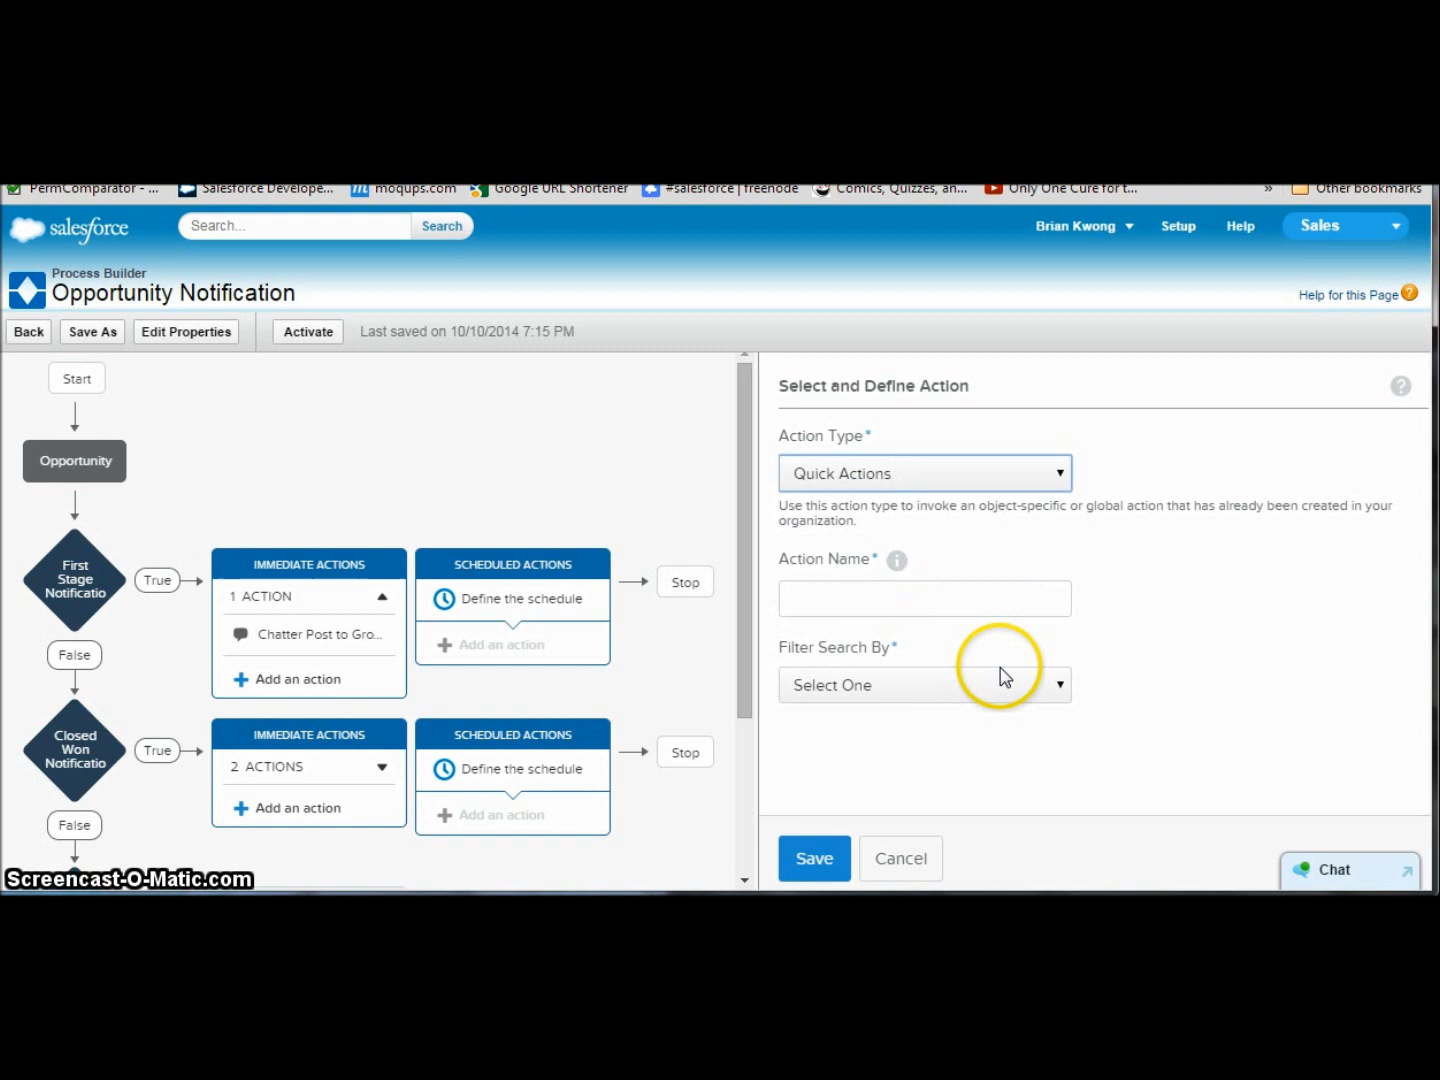 PermComparator - ...
Salesforce Develope...
moqups.com
Google URL Shortener
#salesforce | freenode
Comics, Quizzes, an...
Only One Cure for t...
»
Other bookmarks
salesforce
Search...
Search
Brian Kwong
Setup
Help
Sales
Process Builder
Opportunity Notification
Help for this Page
?
Back
Save As
Edit Properties
Activate
Last saved on 10/10/2014 7:15 PM
Start
Opportunity
First
Stage
Notificatio
True
IMMEDIATE ACTIONS
1 ACTION
Chatter Post to Gro...
Add an action
SCHEDULED ACTIONS
Define the schedule
Add an action
Stop
False
Closed
Won
Notificatio
True
IMMEDIATE ACTIONS
2 ACTIONS
Add an action
SCHEDULED ACTIONS
Define the schedule
Add an action
Stop
False
Select and Define Action
?
Action Type*
Quick Actions
Use this action type to invoke an object-specific or global action that has already been created in your
organization.
Action Name*
i
Filter Search By*
Select One
Save
Cancel
Chat
Screencast-O-Matic.com